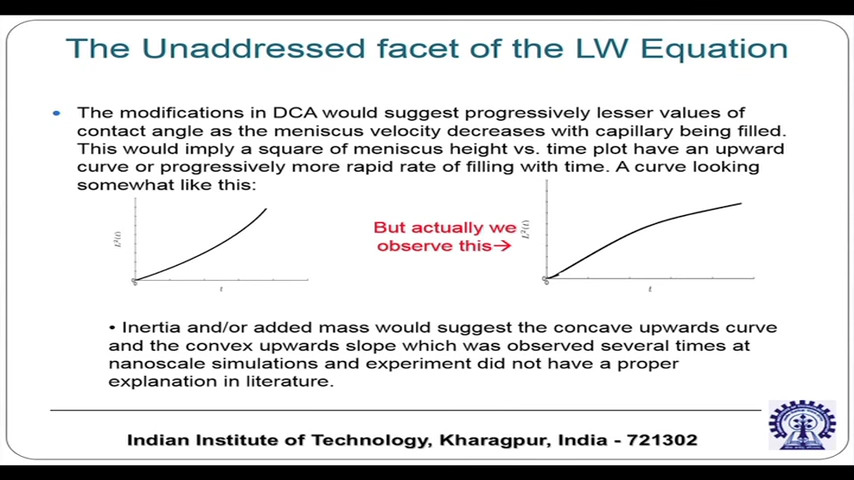 The Unaddressed facet of the LW Equation
• The modifications in DCA would suggest progressively lesser values of
contact angle as the meniscus velocity decreases with capillary being filled.
This would imply a square of meniscus height vs. time plot have an upward
curve or progressively more rapid rate of filling with time. A curve looking
somewhat like this:
L²(t)
t
But actually we
observe this→
L²(t)
t
• Inertia and/or added mass would suggest the concave upwards curve
and the convex upwards slope which was observed several times at
nanoscale simulations and experiment did not have a proper
explanation in literature.
Indian Institute of Technology, Kharagpur, India - 721302